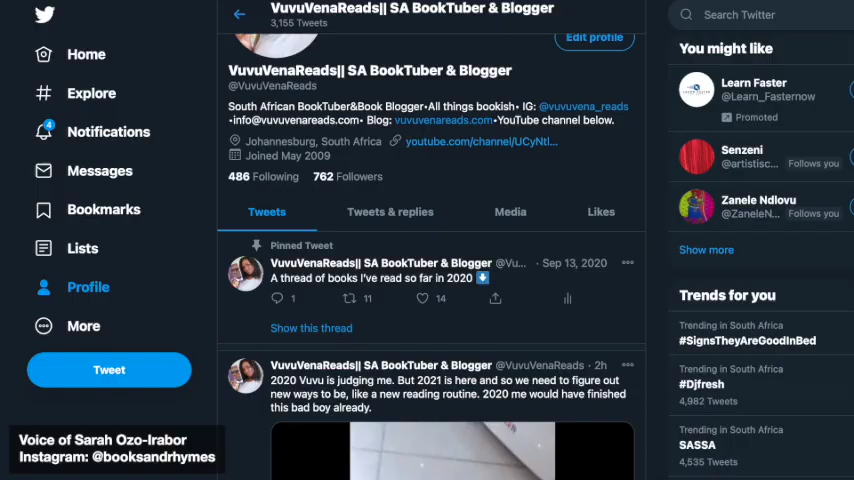 Home
Explore
4
Notifications
Messages
Bookmarks
Lists
Profile
More
Tweet
Voice of Sarah Ozo-Irabor
Instagram: @booksandrhymes
VuvuVenaReads|| SA BookTuber & Blogger
3,155 Tweets
Edit profile
VuvuVenaReads|| SA BookTuber & Blogger
@VuvuVenaReads
South African BookTuber&Book Blogger•All things bookish• IG: @vuvuvena_reads
•info@vuvuvenareads.com• Blog: vuvuvenareads.com•YouTube channel below.
Johannesburg, South Africa youtube.com/channel/UCyNtI...
Joined May 2009
486 Following 762 Followers
Tweets Tweets & replies Media Likes
Pinned Tweet
VuvuVenaReads|| SA BookTuber & Blogger @Vu... · Sep 13, 2020
A thread of books I've read so far in 2020
1 11 14
Show this thread
VuvuVenaReads|| SA BookTuber & Blogger @VuvuVenaReads · 2h
2020 Vuvu is judging me. But 2021 is here and so we need to figure out
new ways to be, like a new reading routine. 2020 me would have finished
this bad boy already.
Search Twitter
You might like
Learn Faster
@Learn_Fasternow
Promoted
Senzeni
@artistisc... Follows you
Zanele Ndlovu
@ZaneleN... Follows you
Show more
Trends for you
Trending in South Africa
#SignsTheyAreGoodInBed
Trending in South Africa
#Djfresh
4,982 Tweets
Trending in South Africa
SASSA
4,535 Tweets